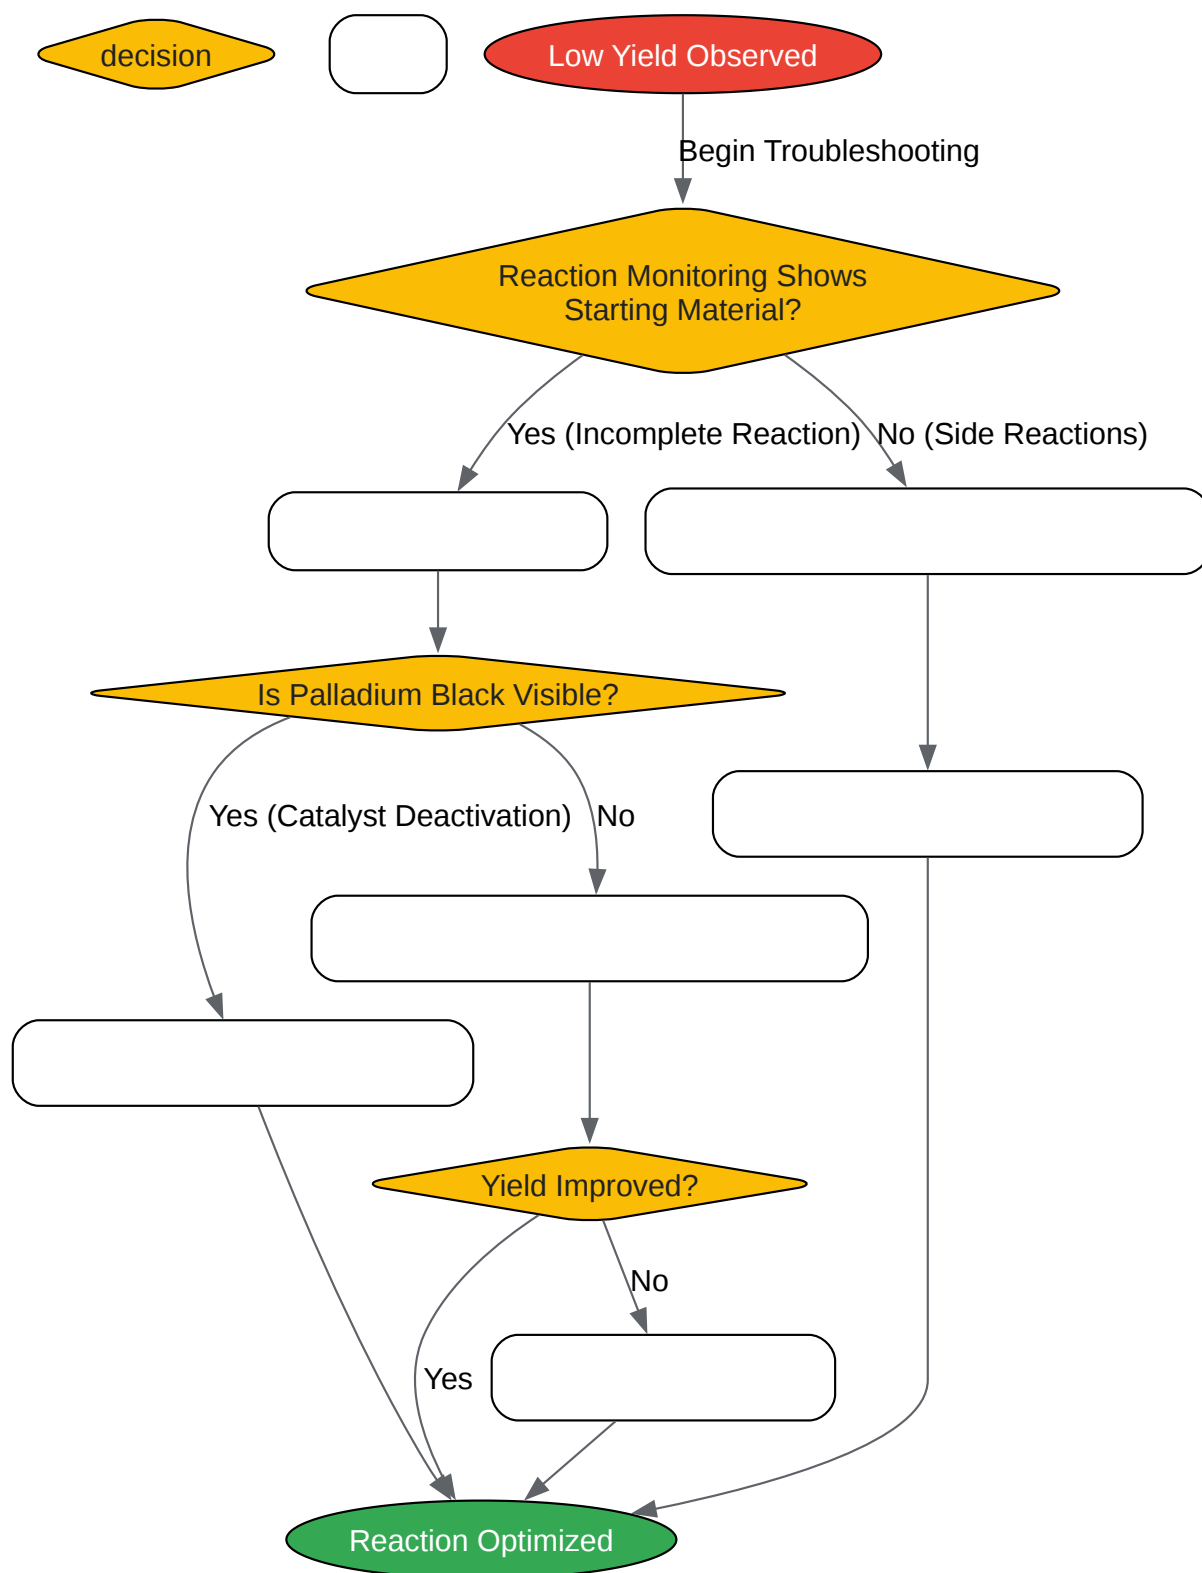 decision
Low Yield Observed
Begin Troubleshooting
Reaction Monitoring Shows
Starting Material?
Yes (Incomplete Reaction)
No (Side Reactions)
Is Palladium Black Visible?
Yes (Catalyst Deactivation)
No
Yield Improved?
No
Yes
Reaction Optimized